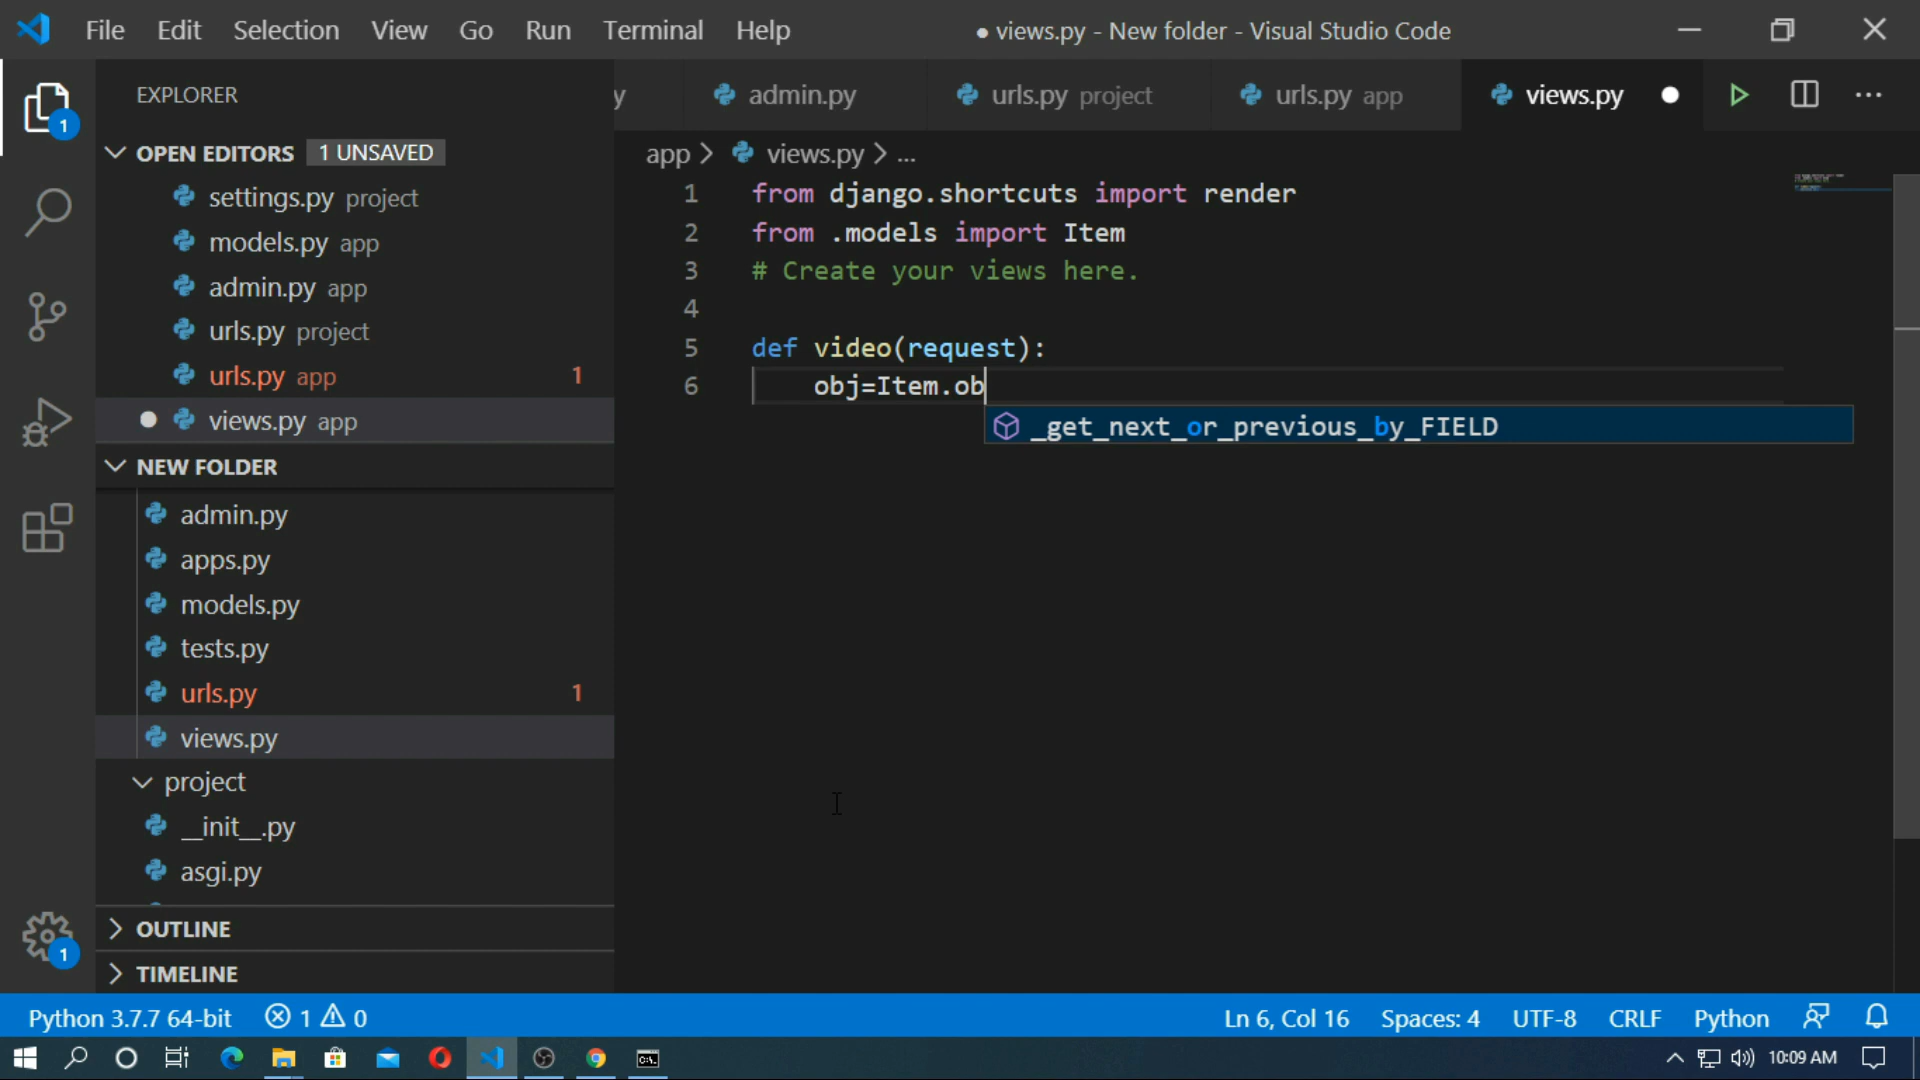 File Edit Selection View Go Run Terminal Help
● views.py - New folder - Visual Studio Code
EXPLORER
OPEN EDITORS 1 UNSAVED
settings.py project
models.py app
admin.py app
urls.py project
urls.py app 1
views.py app
NEW FOLDER
admin.py
apps.py
models.py
tests.py
urls.py 1
views.py
project
__init__.py
asgi.py
OUTLINE
TIMELINE
1
1
y admin.py urls.py project urls.py app views.py
app > views.py > ...
1 from django.shortcuts import render
2 from .models import Item
3 # Create your views here.
4
5 def video(request):
6 obj=Item.ob
_get_next_or_previous_by_FIELD
Python 3.7.7 64-bit 1 0 Ln 6, Col 16 Spaces: 4 UTF-8 CRLF Python
10:09 AM